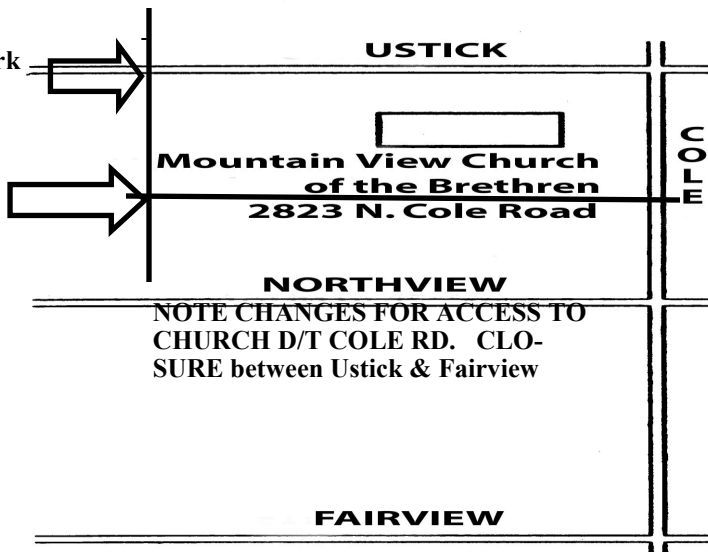 USTICK
rk
Mountain View Church
of the Brethren
2823 N. Cole Road
COLE
NORTHVIEW
NOTE CHANGES FOR ACCESS TO
CHURCH D/T COLE RD. CLO-
SURE between Ustick & Fairview
FAIRVIEW